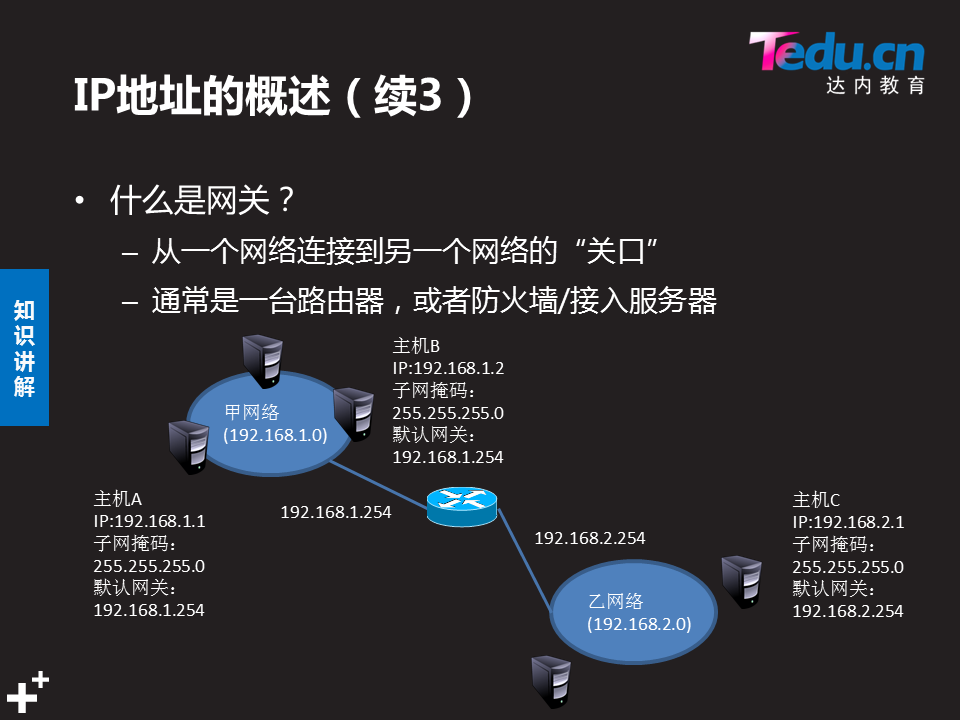 Tedu.cn
达内教育
IP地址的概述（续3）
• 什么是网关？
– 从一个网络连接到另一个网络的“关口”
– 通常是一台路由器，或者防火墙/接入服务器
知
识
讲
解
主机B
IP:192.168.1.2
子网掩码：
255.255.255.0
默认网关：
192.168.1.254
甲网络
(192.168.1.0)
主机A
IP:192.168.1.1
子网掩码：
255.255.255.0
默认网关：
192.168.1.254
192.168.1.254
192.168.2.254
乙网络
(192.168.2.0)
主机C
IP:192.168.2.1
子网掩码：
255.255.255.0
默认网关：
192.168.2.254